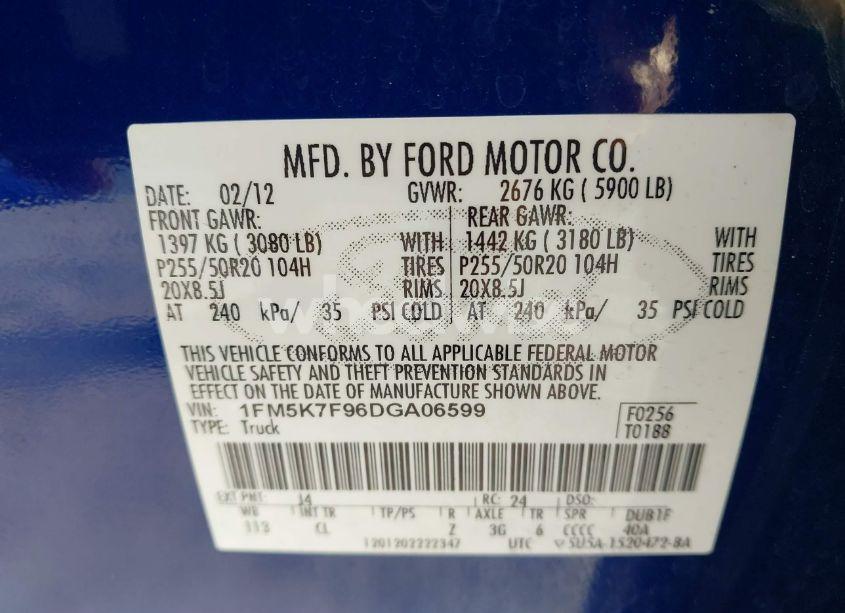 MFD. BY FORD MOTOR CO.
DATE: 02/12 GVWR: 2676 KG ( 5900 LB)
FRONT GAWR: REAR GAWR:
1397 KG ( 3080 LB) WITH 1442 KG ( 3180 LB) WITH
P255/50R20 104H TIRES P255/50R20 104H TIRES
20X8.5J RIMS 20X8.5J RIMS
AT 240 kPa/ 35 PSI COLD AT 240 kPa/ 35 PSI COLD
THIS VEHICLE CONFORMS TO ALL APPLICABLE FEDERAL MOTOR
VEHICLE SAFETY AND THEFT PREVENTION STANDARDS IN
EFFECT ON THE DATE OF MANUFACTURE SHOWN ABOVE.
VIN: 1FM5K7F96DGA06599 F0256
TYPE: Truck T0188
EXT PNT: J4 RC: 24 DSO:
WB INT TR TP/PS R AXLE TR SPR DUB1F
113 CL Z 3G 6 CCCC 40A
1201202222347 UTC